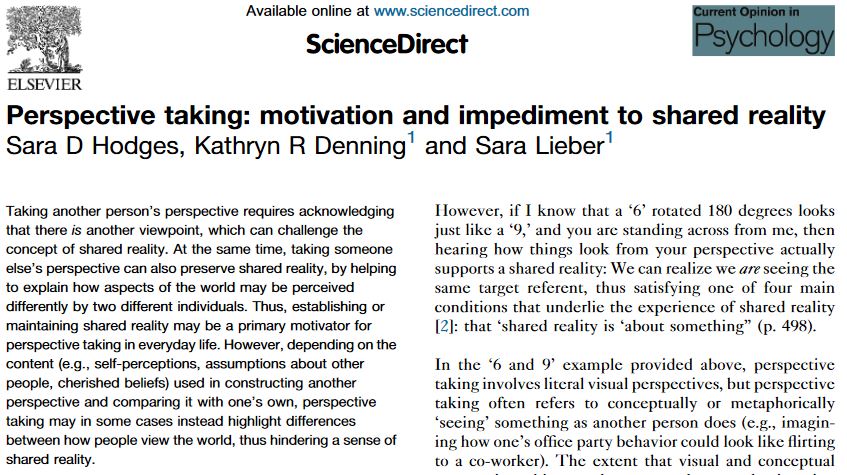 Available online at www.sciencedirect.com
ScienceDirect
Current Opinion in
Psychology
ELSEVIER
Perspective taking: motivation and impediment to shared reality
Sara D Hodges, Kathryn R Denning¹ and Sara Lieber¹
Taking another person’s perspective requires acknowledging
that there is another viewpoint, which can challenge the
concept of shared reality. At the same time, taking someone
else’s perspective can also preserve shared reality, by helping
to explain how aspects of the world may be perceived
differently by two different individuals. Thus, establishing or
maintaining shared reality may be a primary motivator for
perspective taking in everyday life. However, depending on the
content (e.g., self-perceptions, assumptions about other
people, cherished beliefs) used in constructing another
perspective and comparing it with one’s own, perspective
taking may in some cases instead highlight differences
between how people view the world, thus hindering a sense of
shared reality.
However, if I know that a ‘6’ rotated 180 degrees looks
just like a ‘9,’ and you are standing across from me, then
hearing how things look from your perspective actually
supports a shared reality: We can realize we are seeing the
same target referent, thus satisfying one of four main
conditions that underlie the experience of shared reality
[2]: that ‘shared reality is ‘about something’’ (p. 498).
In the ‘6 and 9’ example provided above, perspective
taking involves literal visual perspectives, but perspective
taking often refers to conceptually or metaphorically
‘seeing’ something as another person does (e.g., imagin-
ing how one’s office party behavior could look like flirting
to a co-worker). The extent that visual and conceptual